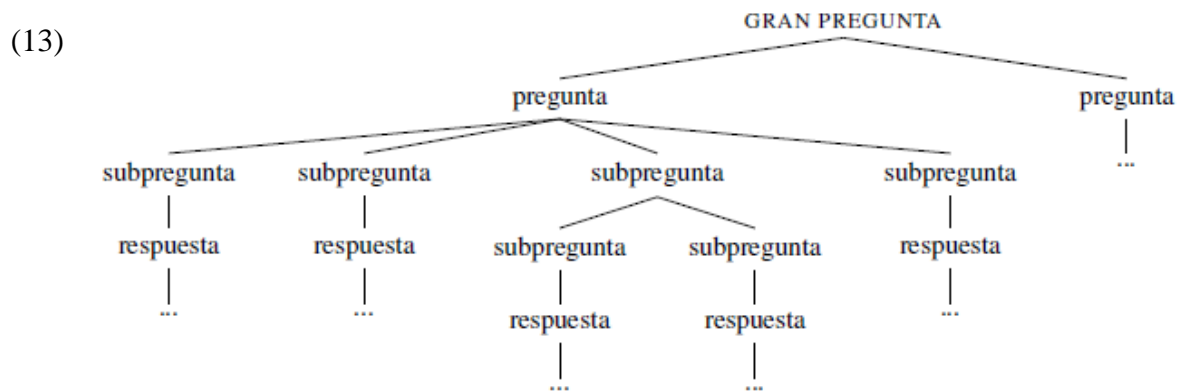 GRAN PREGUNTA
(13)
pregunta pregunta
subpregunta subpregunta subpregunta subpregunta ...
respuesta respuesta subpregunta subpregunta respuesta
... ... respuesta respuesta ...
... ...